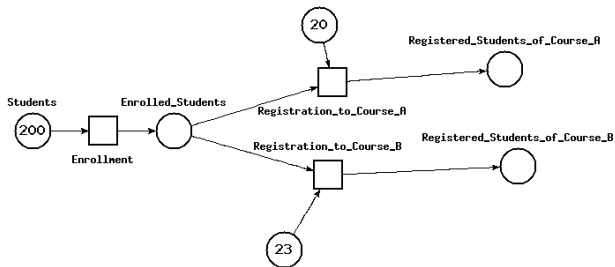 20
Registered_Students_of_Course_A
Students
Enrolled_Students
Registration_to_Course_A
200
Registration_to_Course_B
Registered_Students_of_Course_B
Enrollment
23